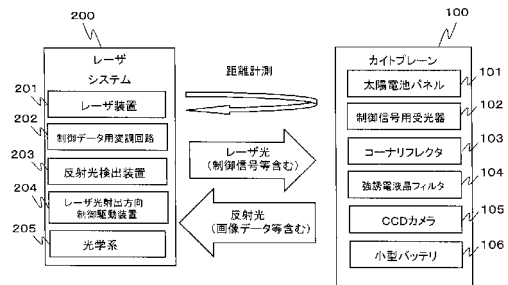 200
レーザ
システム
201
レーザ装置
202
制御データ用変調回路
203
反射光検出装置
204
レーザ光射出方向
制御駆動装置
205
光学系
距離計測
レーザ光
(制御信号等含む)
反射光
(画像データ等含む)
100
カイトプレーン
101
太陽電池パネル
102
制御信号用受光器
103
コーナリフレクタ
104
強誘電液晶フィルタ
105
CCDカメラ
106
小型バッテリ